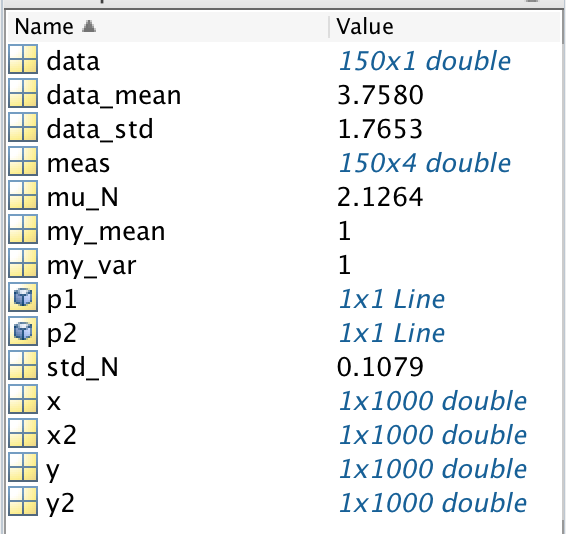 Name Value
data 150x1 double
data_mean 3.7580
data_std 1.7653
meas 150x4 double
mu_N 2.1264
my_mean 1
my_var 1
p1 1x1 Line
p2 1x1 Line
std_N 0.1079
x 1x1000 double
x2 1x1000 double
y 1x1000 double
y2 1x1000 double